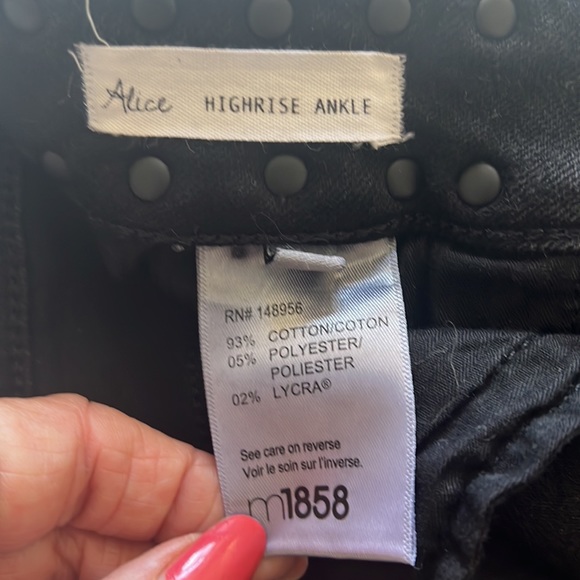 Alice HIGHRISE ANKLE
RN# 148956
93% COTTON/COTON
05% POLYESTER/
POLIESTER
02% LYCRA®
See care on reverse
Voir le soin sur l'inverse.
m1858